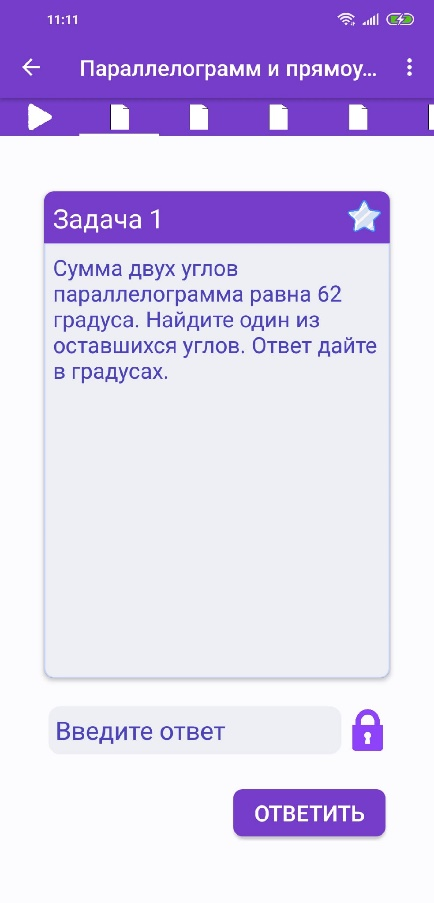 11:11
Параллелограмм и прямоу...
Задача 1
Сумма двух углов
параллелограмма равна 62
градуса. Найдите один из
оставшихся углов. Ответ дайте
в градусах.
Введите ответ
ОТВЕТИТЬ